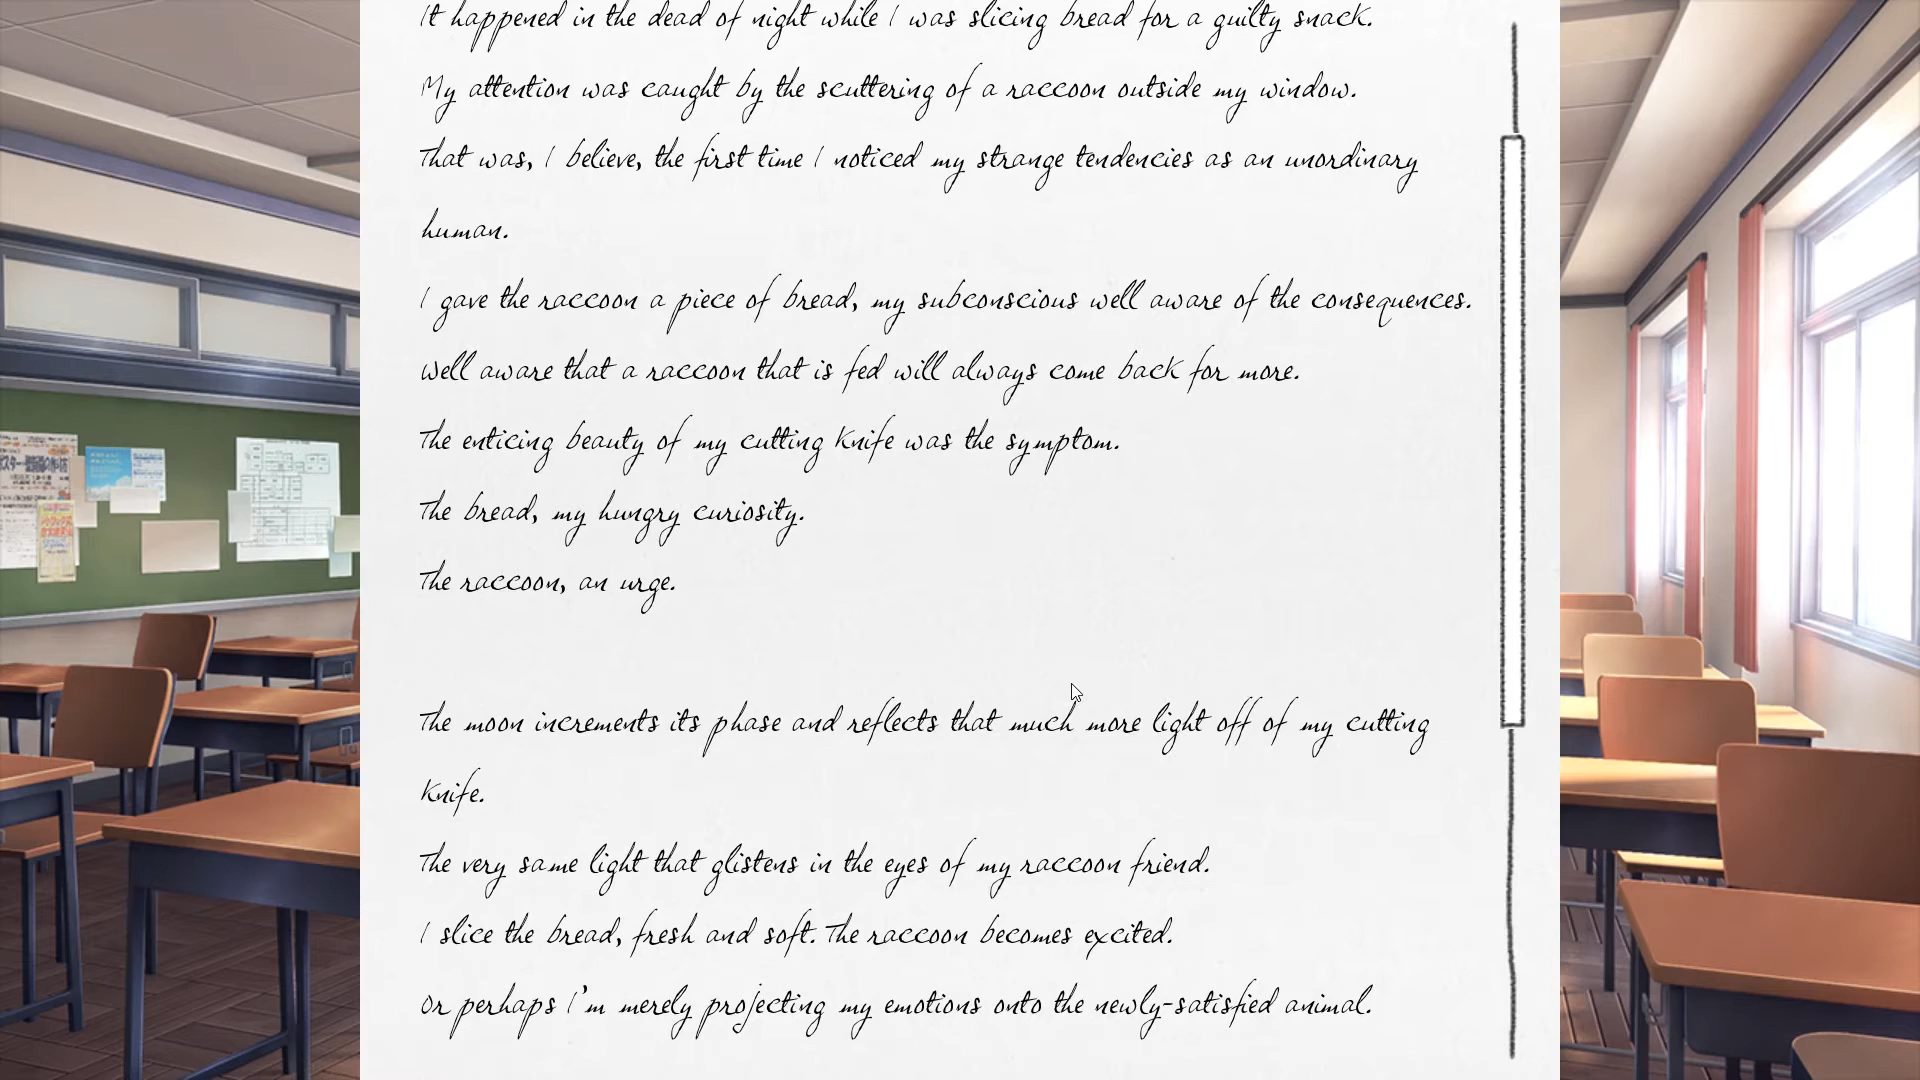 It happened in the dead of night while I was slicing bread for a guilty snack.
My attention was caught by the scuttering of a raccoon outside my window.
That was, I believe, the first time I noticed my strange tendencies as an unordinary
human.
I gave the raccoon a piece of bread, my subconscious well aware of the consequences.
Well aware that a raccoon that is fed will always come back for more.
The enticing beauty of my cutting knife was the symptom.
The bread, my hungry curiosity.
The raccoon, an urge.
The moon increments its phase and reflects that much more light off of my cutting
knife.
The very same light that glistens in the eyes of my raccoon friend.
I slice the bread, fresh and soft. The raccoon becomes excited.
Or perhaps I'm merely projecting my emotions onto the newly-satisfied animal.